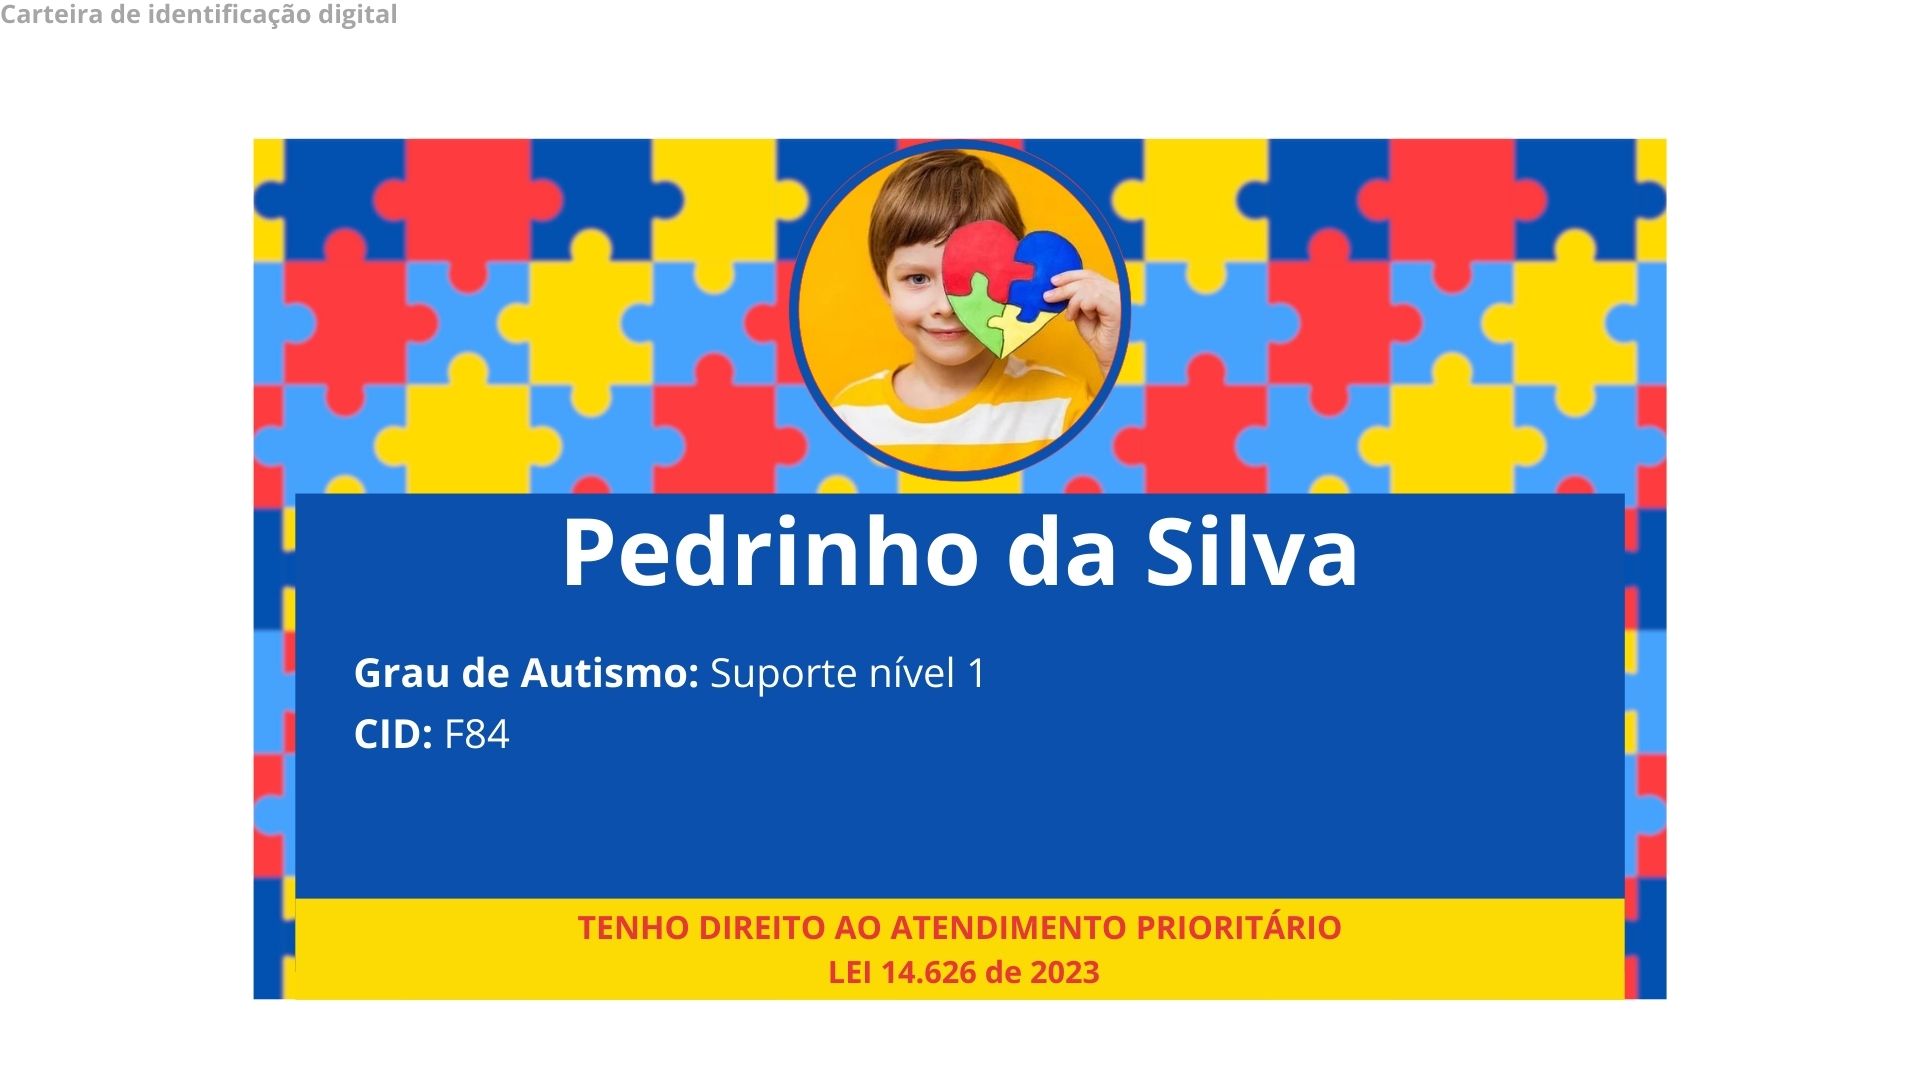 Carteira de identificação digital
Pedrinho da Silva
Grau de Autismo: Suporte nível 1
CID: F84
TENHO DIREITO AO ATENDIMENTO PRIORITÁRIO
LEI 14.626 de 2023